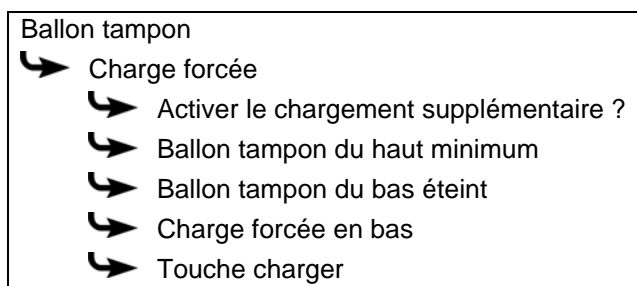 Ballon tampon
Charge forcée
Activer le chargement supplémentaire ?
Ballon tampon du haut minimum
Ballon tampon du bas éteint
Charge forcée en bas
Touche charger